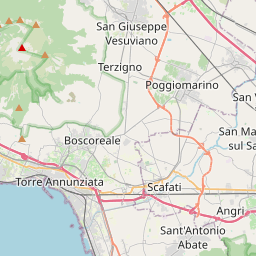 San Giuseppe
Vesuviano
Terzigno
Poggiomarino
San V
San Ma
sul Sa
Boscoreale
Torre Annunziata
Scafati
Angri
Sant'Antonio
Abate